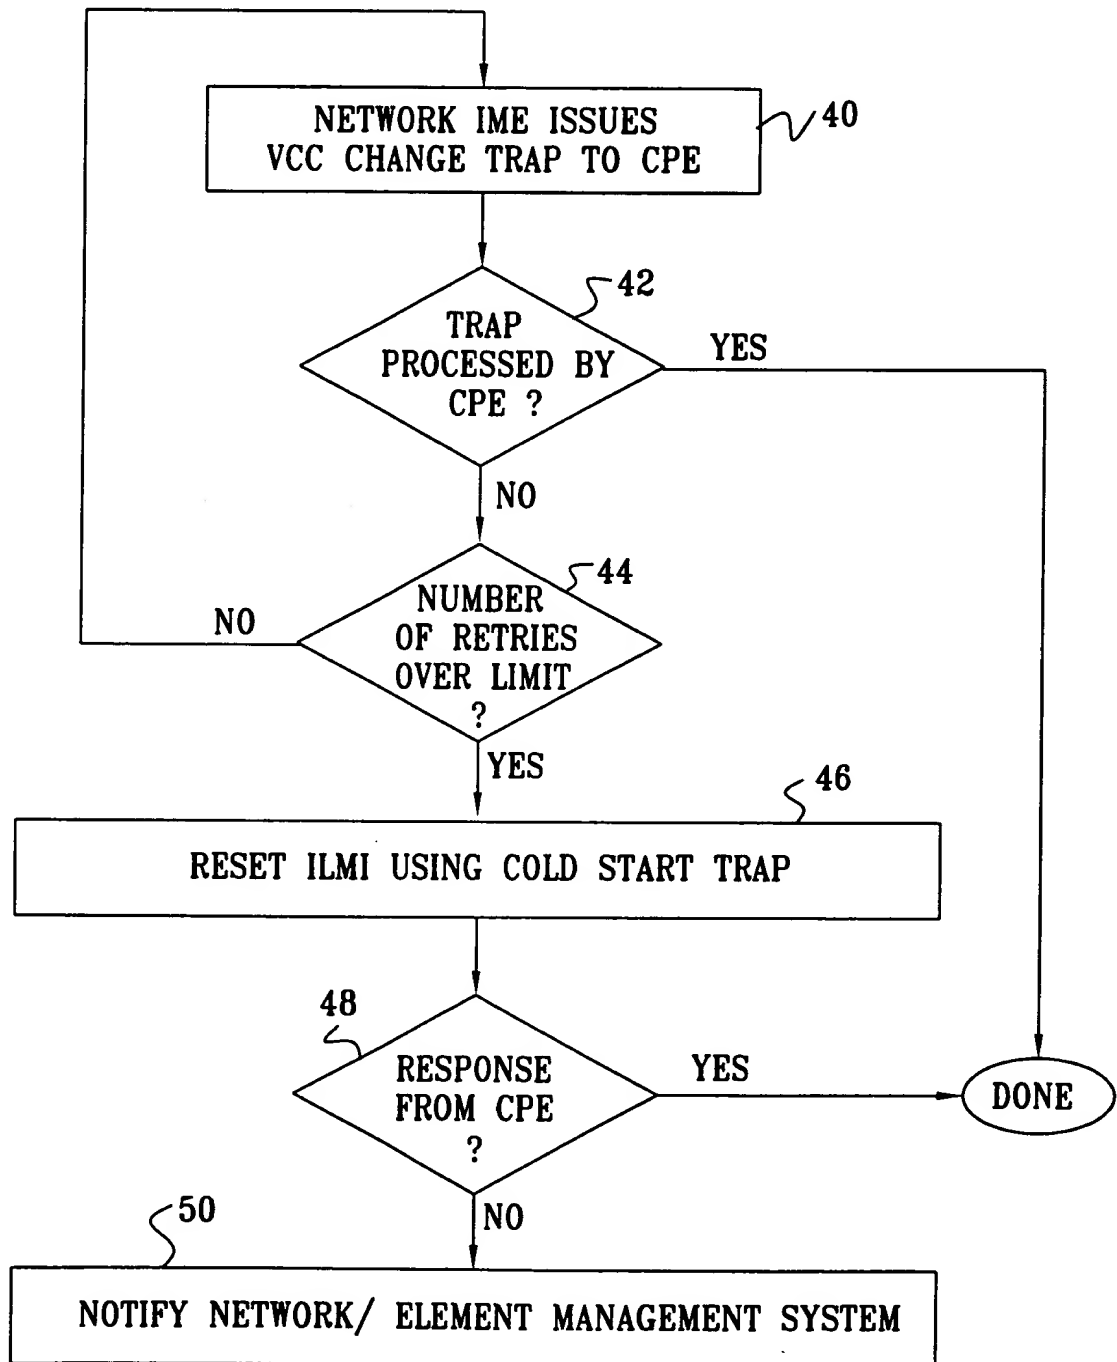 NETWORK IME ISSUES
VCC CHANGE TRAP TO CPE
40
42
TRAP
PROCESSED BY
CPE ?
YES
NO
44
NUMBER
OF RETRIES
OVER LIMIT
?
NO
YES
46
RESET ILMI USING COLD START TRAP
48
RESPONSE
FROM CPE
?
YES
DONE
NO
50
NOTIFY NETWORK/ ELEMENT MANAGEMENT SYSTEM